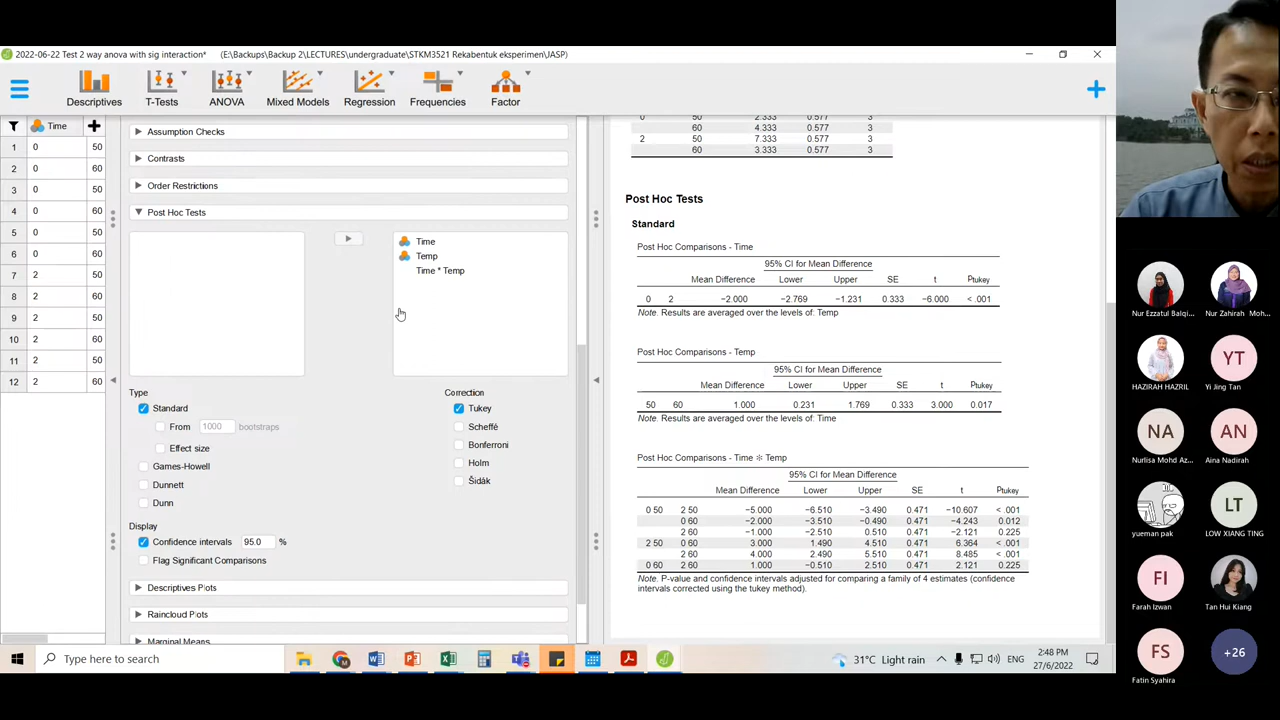 2022-06-22 Test 2 way anova with sig interaction* (E:\Backups\Backup 2\LECTURES\undergraduate\STKM3521 Rekabentuk eksperimen\JASP)
Descriptives T-Tests ANOVA Mixed Models Regression Frequencies Factor
Time
1 0 50
2 0 60
3 0 50
4 0 60
5 0 50
6 0 60
7 2 50
8 2 60
9 2 50
10 2 60
11 2 50
12 2 60
Assumption Checks
Contrasts
Order Restrictions
Post Hoc Tests
Time
Temp
Time * Temp
Type
Standard
From 1000 bootstraps
Effect size
Games-Howell
Dunnett
Dunn
Correction
Tukey
Scheffé
Bonferroni
Holm
Šidák
Display
Confidence intervals 95.0 %
Flag Significant Comparisons
Descriptives Plots
Raincloud Plots
Marginal Means
0 50 2.333 0.577 3
60 4.333 0.577 3
2 50 7.333 0.577 3
60 3.333 0.577 3
Post Hoc Tests
Standard
Post Hoc Comparisons - Time
95% CI for Mean Difference
Mean Difference Lower Upper SE t Ptukey
0 2 −2.000 −2.769 −1.231 0.333 −6.000 < .001
Note. Results are averaged over the levels of: Temp
Post Hoc Comparisons - Temp
95% CI for Mean Difference
Mean Difference Lower Upper SE t Ptukey
50 60 1.000 0.231 1.769 0.333 3.000 0.017
Note. Results are averaged over the levels of: Time
Post Hoc Comparisons - Time ✻ Temp
95% CI for Mean Difference
Mean Difference Lower Upper SE t Ptukey
0 50 2 50 −5.000 −6.510 −3.490 0.471 −10.607 < .001
0 60 −2.000 −3.510 −0.490 0.471 −4.243 0.012
2 60 −1.000 −2.510 0.510 0.471 −2.121 0.225
2 50 0 60 3.000 1.490 4.510 0.471 6.364 < .001
2 60 4.000 2.490 5.510 0.471 8.485 < .001
0 60 2 60 1.000 −0.510 2.510 0.471 2.121 0.225
Note. P-value and confidence intervals adjusted for comparing a family of 4 estimates (confidence
intervals corrected using the tukey method).
Nur Ezzatul Balqi...
Nur Zahirah Moh...
HAZIRAH HAZRIL
YT
Yi Jing Tan
NA
Nurlisa Mohd Az...
AN
Aina Nadirah
yueman pak
LT
LOW XIANG TING
FI
Farah Izwan
Tan Hui Kiang
FS
Fatin Syahira
+26
Type here to search
31°C Light rain
ENG
2:48 PM
27/6/2022